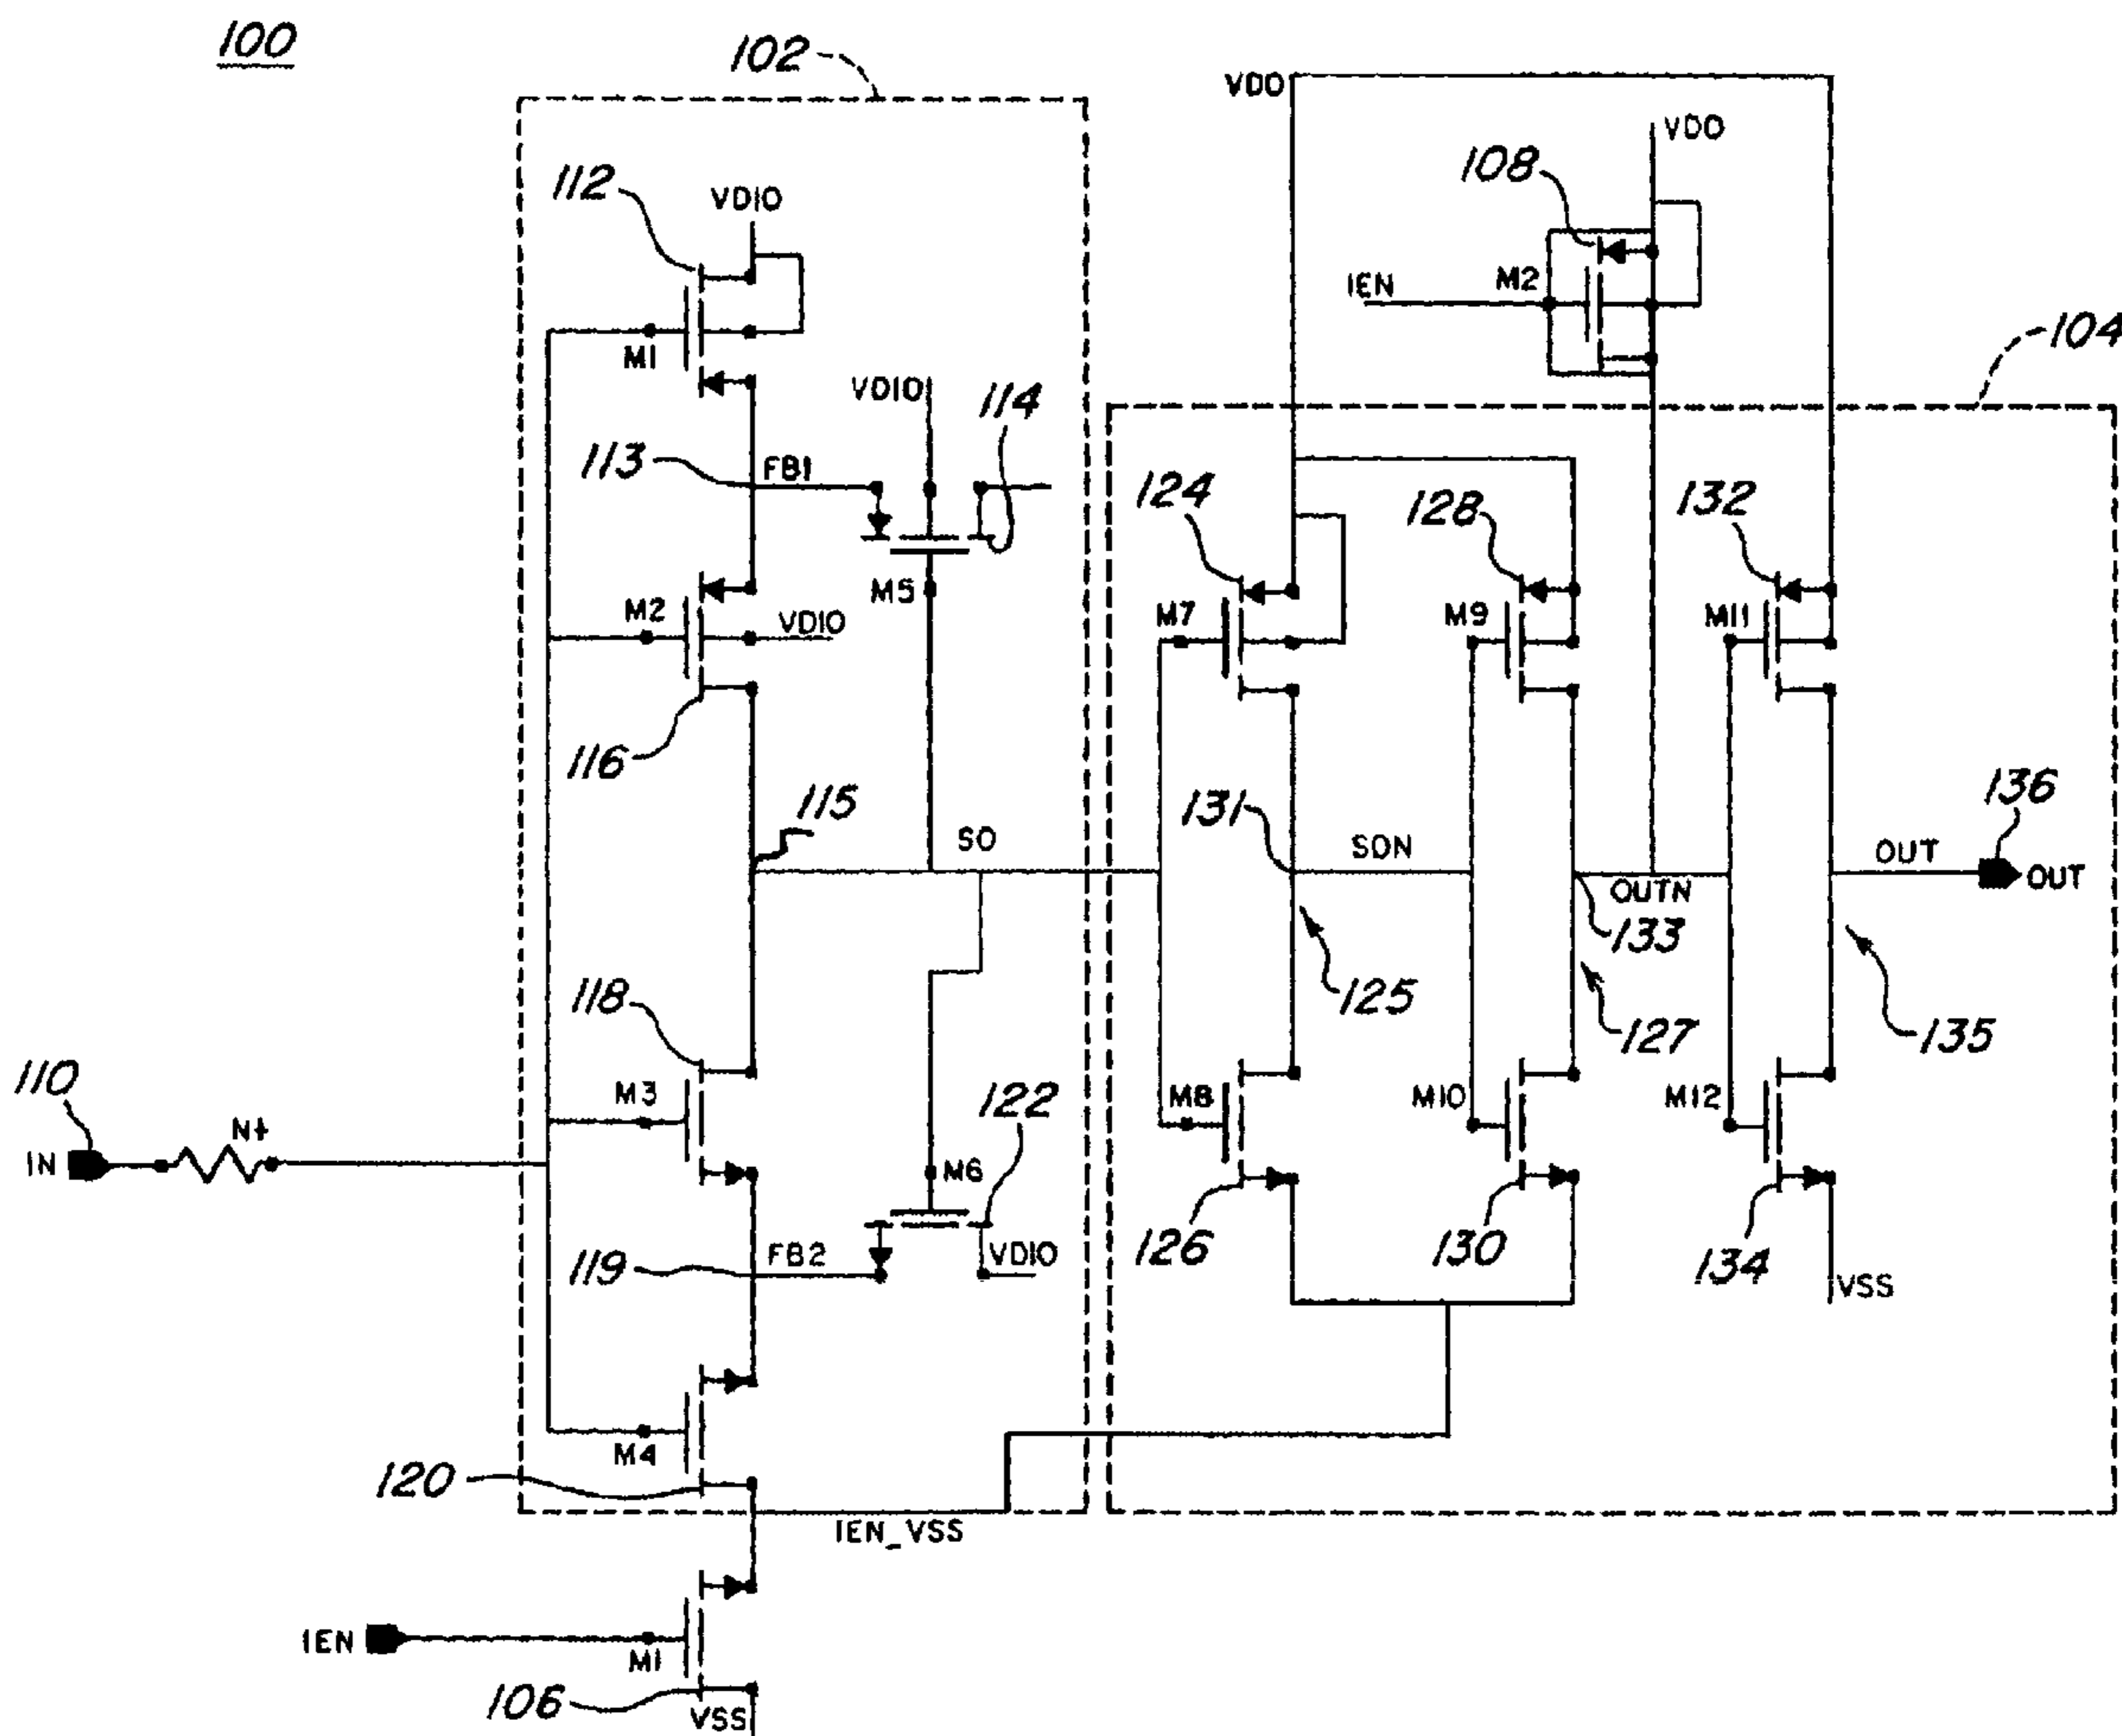 100
102
VDO
VDO
108
112
VDIO
IEN
M2
104
M1
VDIO
114
113
FB1
124
128
132
M5
M2
VDIO
M7
M9
M11
116
115
131
136
SO
SON
OUT
OUT
OUTN
133
118
125
127
135
110
M3
122
M8
M10
M12
IN
N+
M6
119
FB2
VDIO
126
130
134
VSS
M4
120
IEN_VSS
IEN
M1
106
VSS